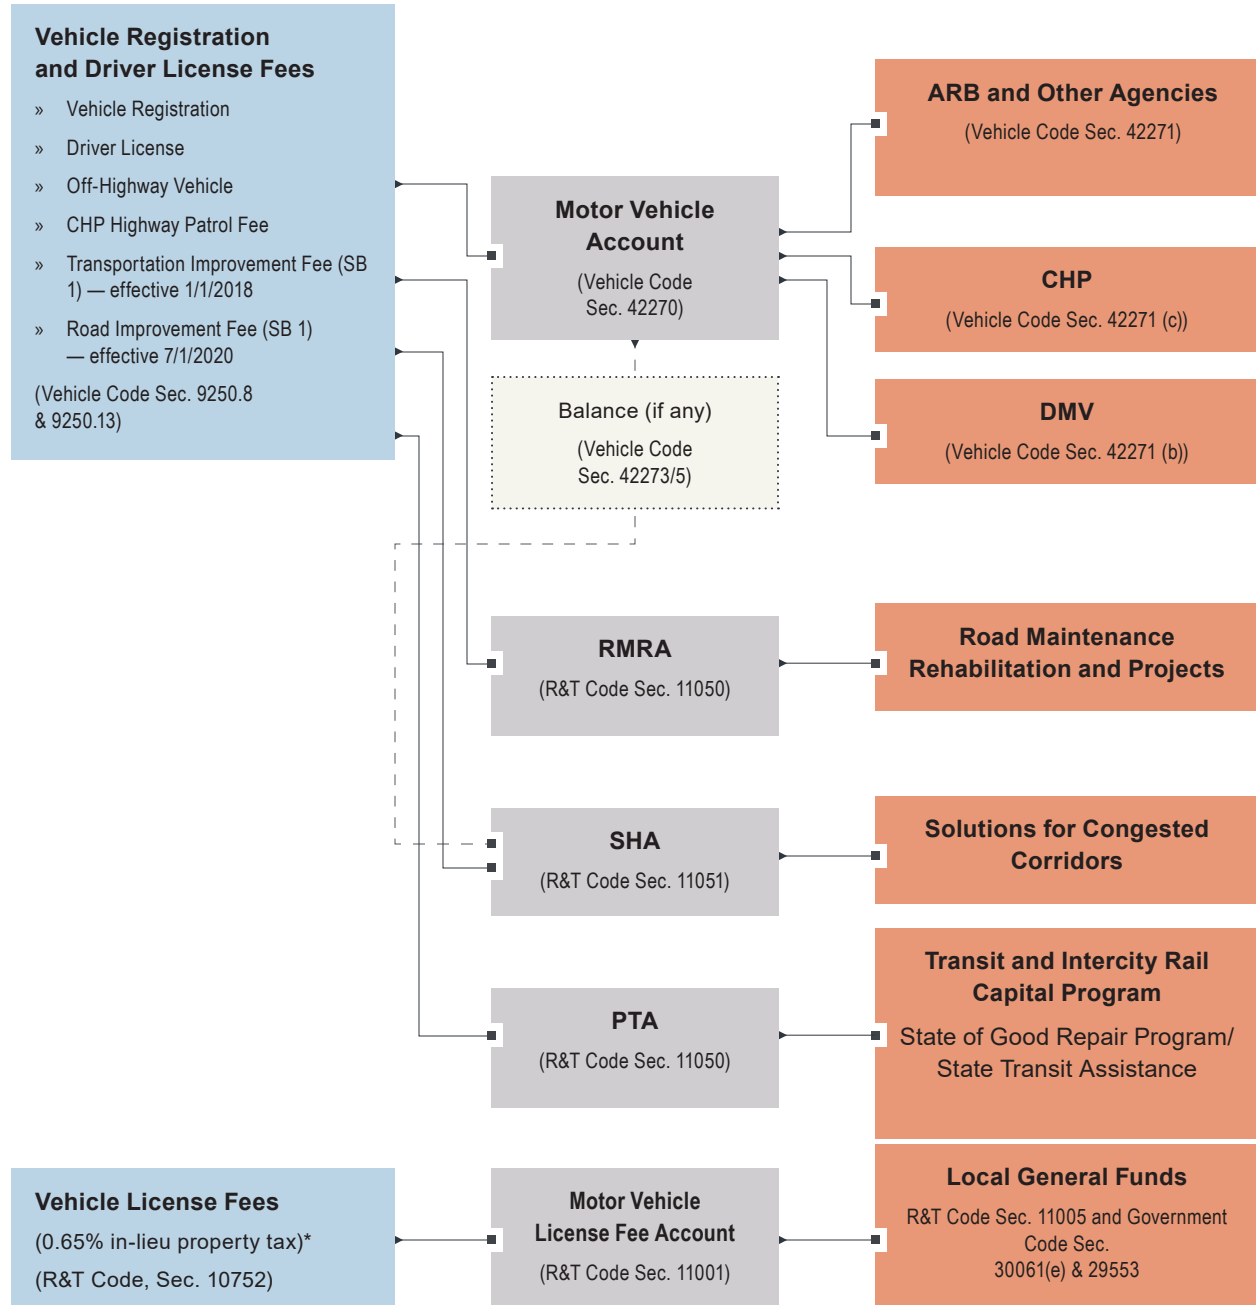 Vehicle Registration
and Driver License Fees
» Vehicle Registration
» Driver License
» Off-Highway Vehicle
» CHP Highway Patrol Fee
» Transportation Improvement Fee (SB
1) — effective 1/1/2018
» Road Improvement Fee (SB 1)
— effective 7/1/2020
(Vehicle Code Sec. 9250.8
& 9250.13)
Motor Vehicle
Account
(Vehicle Code
Sec. 42270)
Balance (if any)
(Vehicle Code
Sec. 42273/5)
ARB and Other Agencies
(Vehicle Code Sec. 42271)
CHP
(Vehicle Code Sec. 42271 (c))
DMV
(Vehicle Code Sec. 42271 (b))
RMRA
(R&T Code Sec. 11050)
Road Maintenance
Rehabilitation and Projects
SHA
(R&T Code Sec. 11051)
Solutions for Congested
Corridors
PTA
(R&T Code Sec. 11050)
Transit and Intercity Rail
Capital Program
State of Good Repair Program/
State Transit Assistance
Vehicle License Fees
(0.65% in-lieu property tax)*
(R&T Code, Sec. 10752)
Motor Vehicle
License Fee Account
(R&T Code Sec. 11001)
Local General Funds
R&T Code Sec. 11005 and Government
Code Sec.
30061(e) & 29553